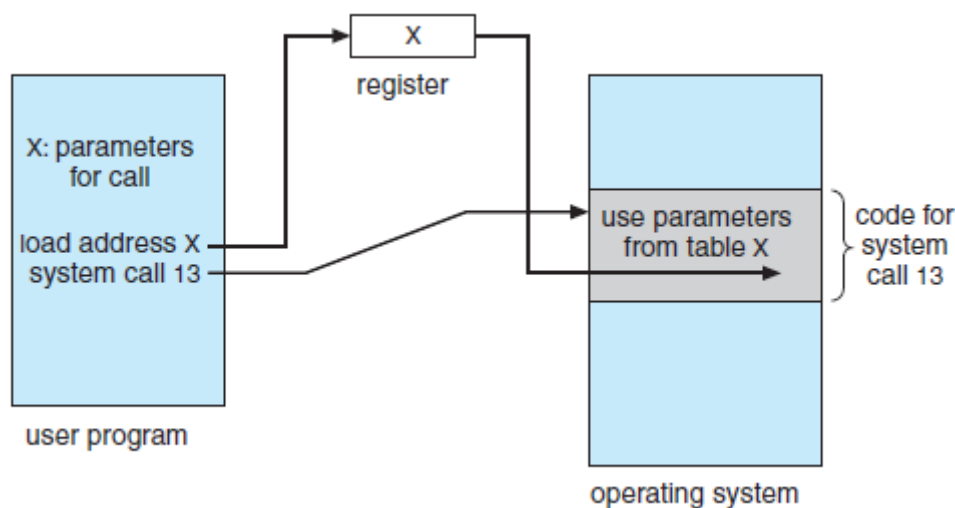 X
register
X: parameters
for call
load address X
system call 13
user program
use parameters
from table X
code for
system
call 13
operating system